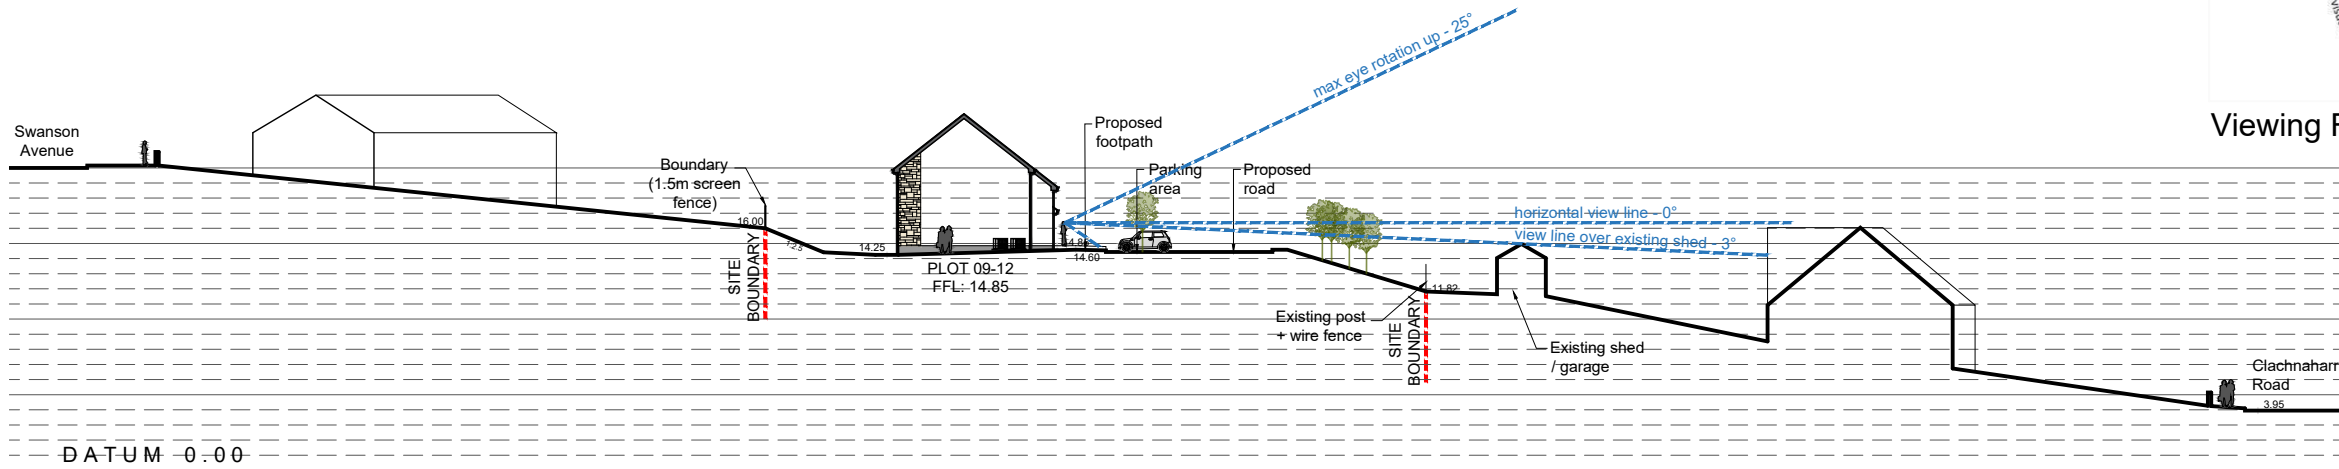 max eye rotation up - 25°
Viewing
Swanson
Avenue
Proposed
footpath
Boundary
(1.5m screen
fence)
Parking
area
Proposed
road
16.00
1:2.5
14.25
14.60
horizontal view line - 0°
view line over existing shed - 3°
PLOT 09-12
FFL: 14.85
SITE
BOUNDARY
11.82
Existing post
+ wire fence
SITE
BOUNDARY
Existing shed
/ garage
Clachnaharr
Road
3.95
DATUM 0.00